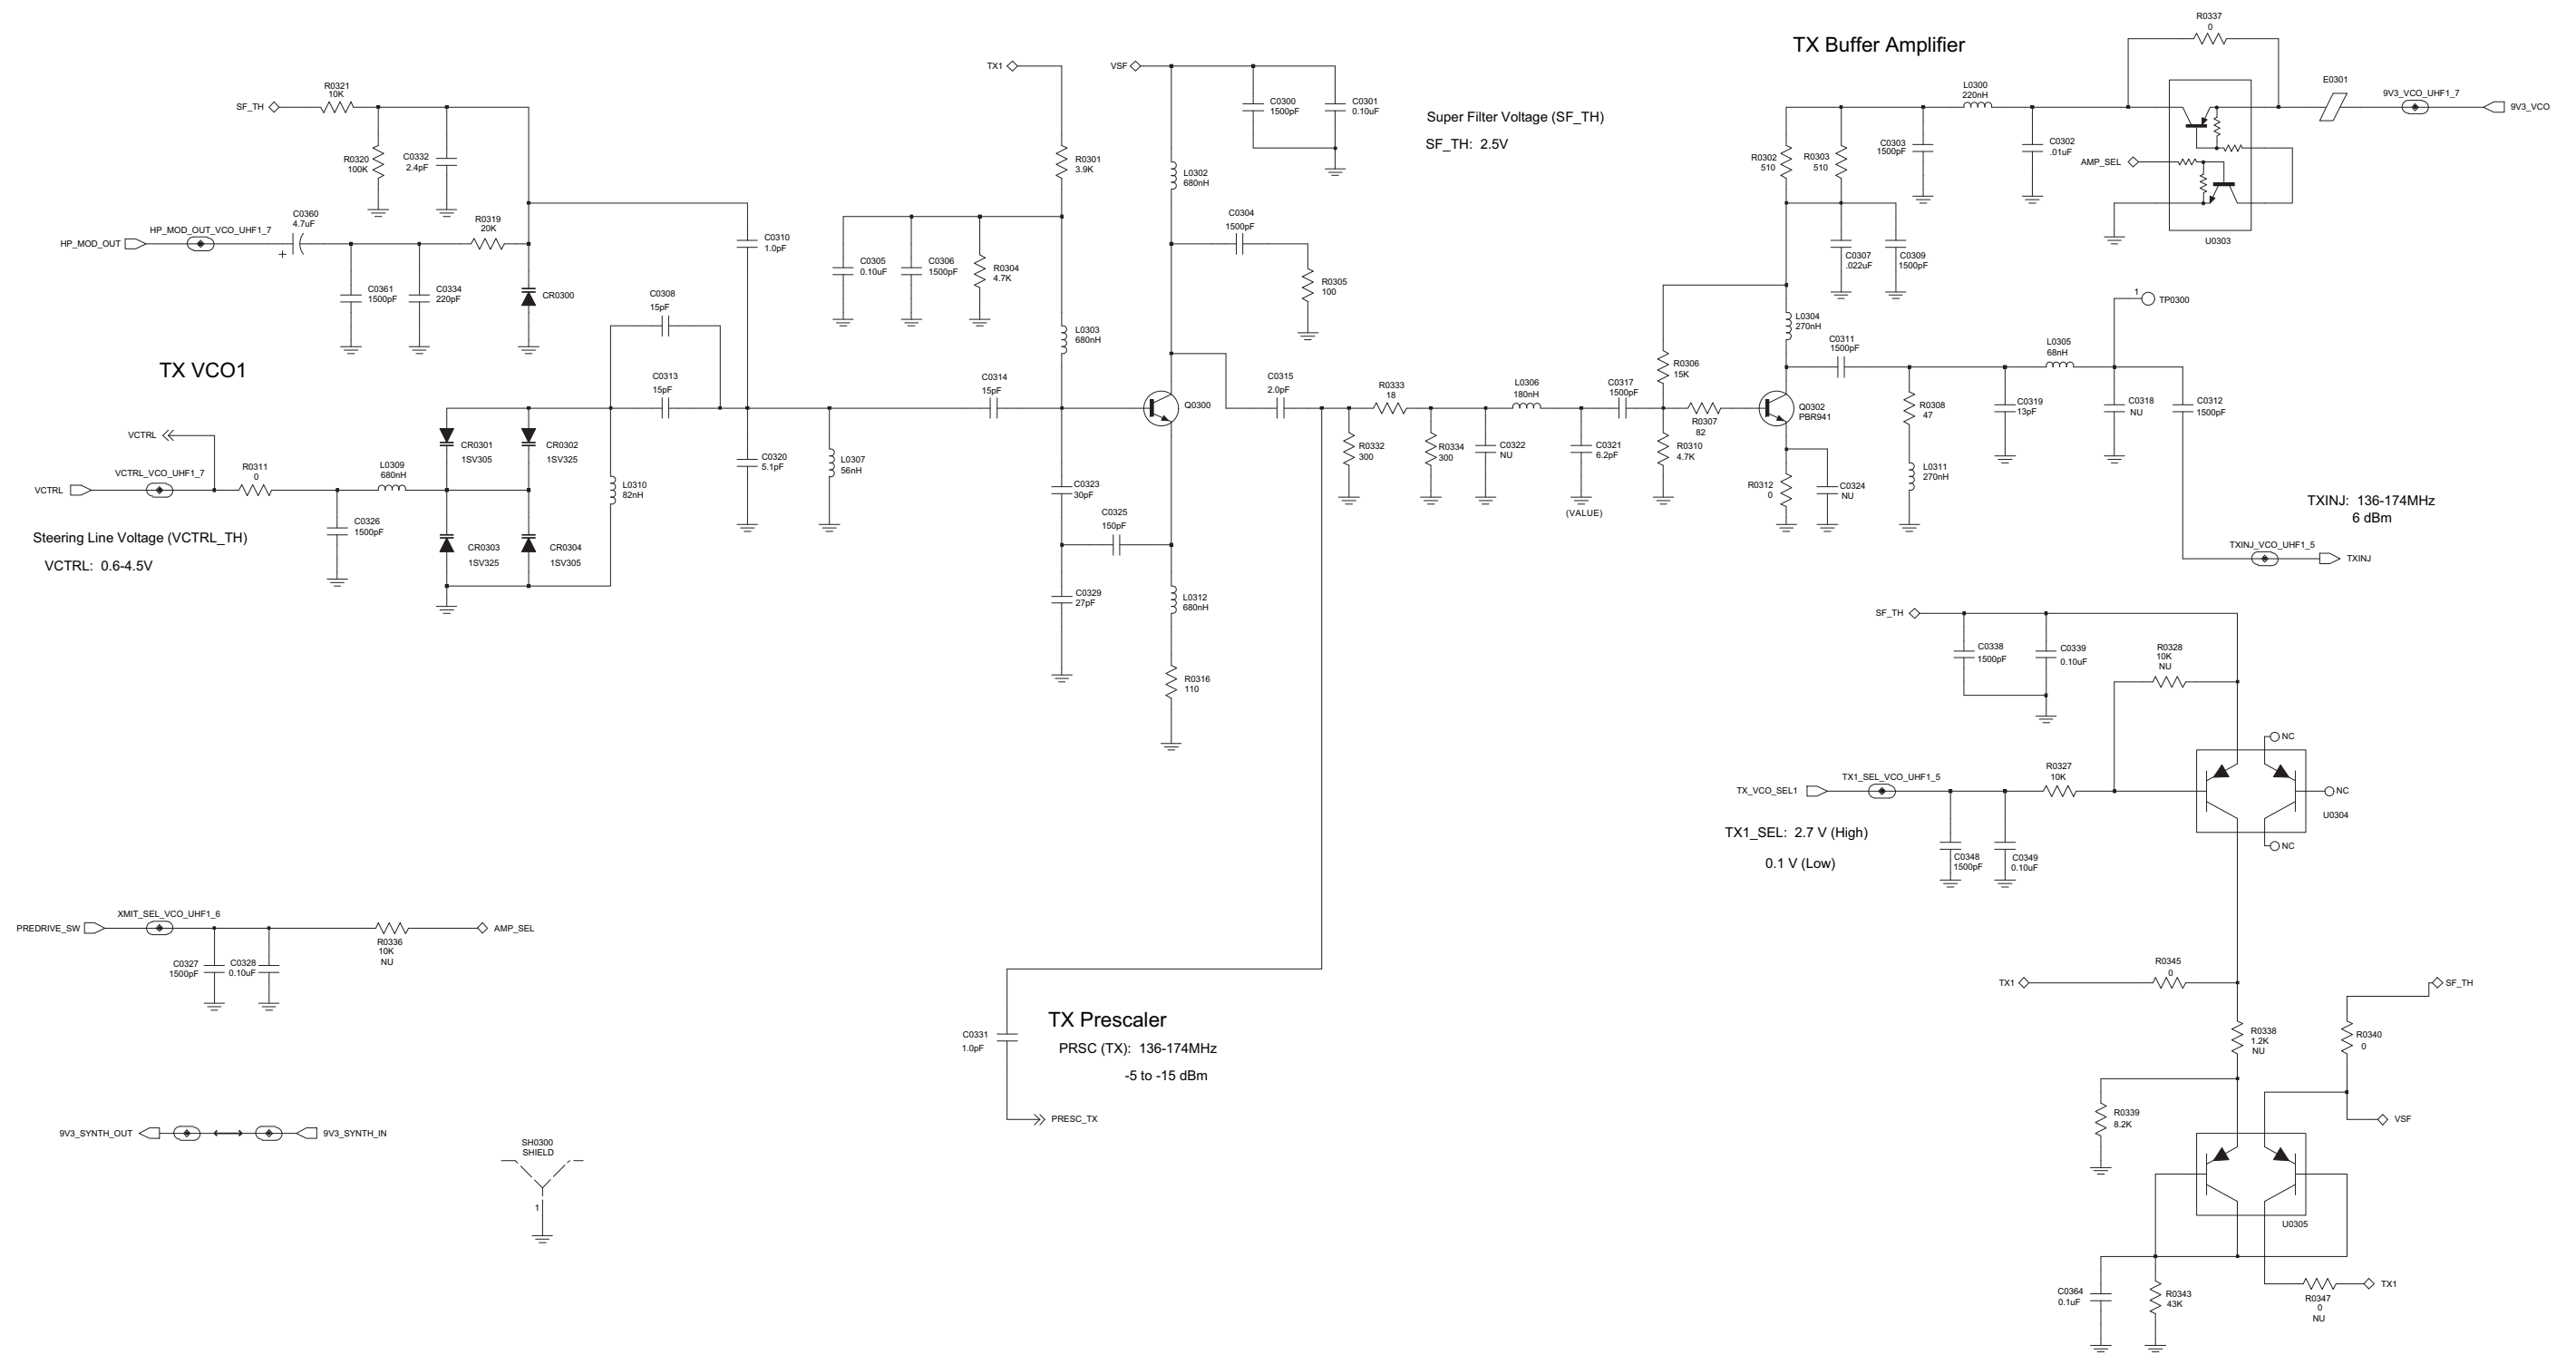 TX Buffer Amplifier
R0337
0
E0301
9V3_VCO_UHF1_7
9V3_VCO
L0300
220nH
C0303
1500pF
C0302
.01uF
AMP_SEL
U0303
R0302
510
R0303
510
C0307
.022uF
C0309
1500pF
TX1
VSF
C0300
1500pF
C0301
0.10uF
Super Filter Voltage (SF_TH)
SF_TH: 2.5V
R0301
3.9K
L0302
680nH
C0304
1500pF
R0305
100
C0305
0.10uF
C0306
1500pF
R0304
4.7K
L0303
680nH
SF_TH
R0321
10K
R0320
100K
C0332
2.4pF
HP_MOD_OUT
HP_MOD_OUT_VCO_UHF1_7
C0360
4.7uF
+
R0319
20K
C0361
1500pF
C0334
220pF
CR0300
C0310
1.0pF
C0308
15pF
TX VCO1
C0313
15pF
C0314
15pF
Q0300
VCTRL
VCTRL_VCO_UHF1_7
VCTRL
R0311
0
L0309
680nH
CR0301
1SV305
CR0302
1SV325
C0326
1500pF
CR0303
1SV325
CR0304
1SV305
L0310
82nH
C0320
5.1pF
L0307
56nH
Steering Line Voltage (VCTRL_TH)
VCTRL: 0.6-4.5V
C0323
30pF
C0325
150pF
C0329
27pF
L0312
680nH
R0316
110
C0315
2.0pF
R0333
18
R0332
300
R0334
300
C0322
NU
L0306
180nH
C0321
6.2pF
(VALUE)
C0317
1500pF
R0306
15K
R0310
4.7K
R0307
82
L0304
270nH
Q0302
PBR941
R0312
0
C0324
NU
C0311
1500pF
R0308
47
L0311
270nH
C0319
13pF
L0305
68nH
1
TP0300
C0318
NU
C0312
1500pF
TXINJ: 136-174MHz
6 dBm
TXINJ_VCO_UHF1_5
TXINJ
SF_TH
C0338
1500pF
C0339
0.10uF
R0328
10K
NU
NC
NC
NC
U0304
TX_VCO_SEL1
TX1_SEL_VCO_UHF1_5
R0327
10K
TX1_SEL: 2.7 V (High)
0.1 V (Low)
C0348
1500pF
C0349
0.10uF
PREDRIVE_SW
XMIT_SEL_VCO_UHF1_6
C0327
1500pF
C0328
0.10uF
R0336
10K
NU
AMP_SEL
TX1
R0345
0
SF_TH
R0338
1.2K
NU
R0340
0
R0339
8.2K
VSF
U0305
C0331
1.0pF
TX Prescaler
PRSC (TX): 136-174MHz
-5 to -15 dBm
PRESC_TX
9V3_SYNTH_OUT
9V3_SYNTH_IN
SH0300
SHIELD
1
C0364
0.1uF
R0343
43K
R0347
0
NU
TX1